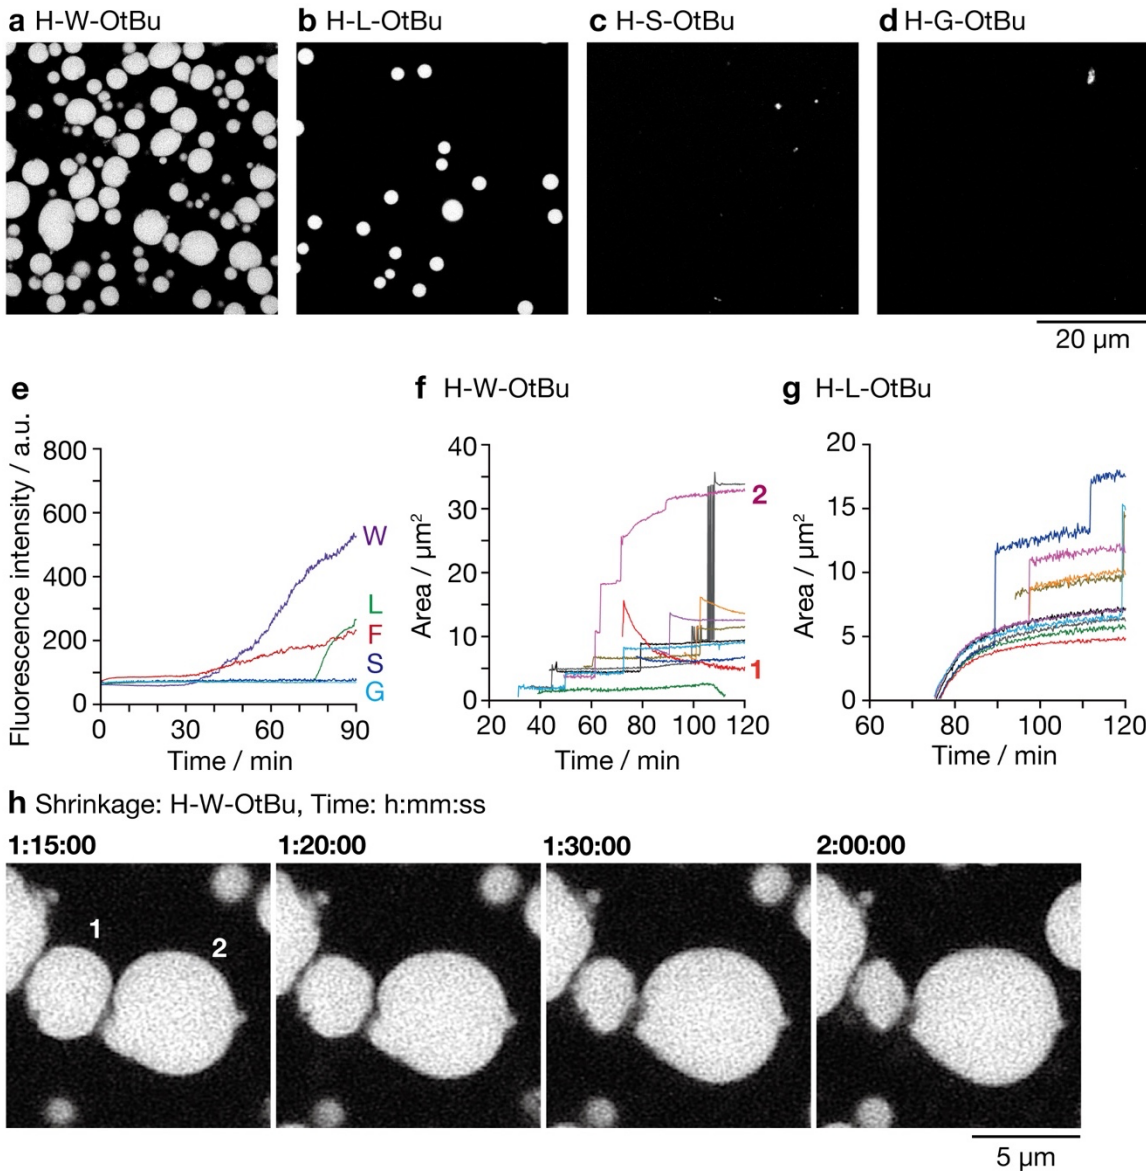 a H-W-OtBu
b H-L-OtBu
c H-S-OtBu
d H-G-OtBu
20 μm
e
Fluorescence intensity / a.u.
800
600
400
200
0
0
30
60
90
Time / min
W
L
F
S
G
f H-W-OtBu
Area / μm²
40
30
20
10
0
20
40
60
80
100
120
Time / min
2
1
g H-L-OtBu
Area / μm²
20
15
10
5
0
60
80
100
120
Time / min
h Shrinkage: H-W-OtBu, Time: h:mm:ss
1:15:00
1:20:00
1:30:00
2:00:00
1
2
5 μm